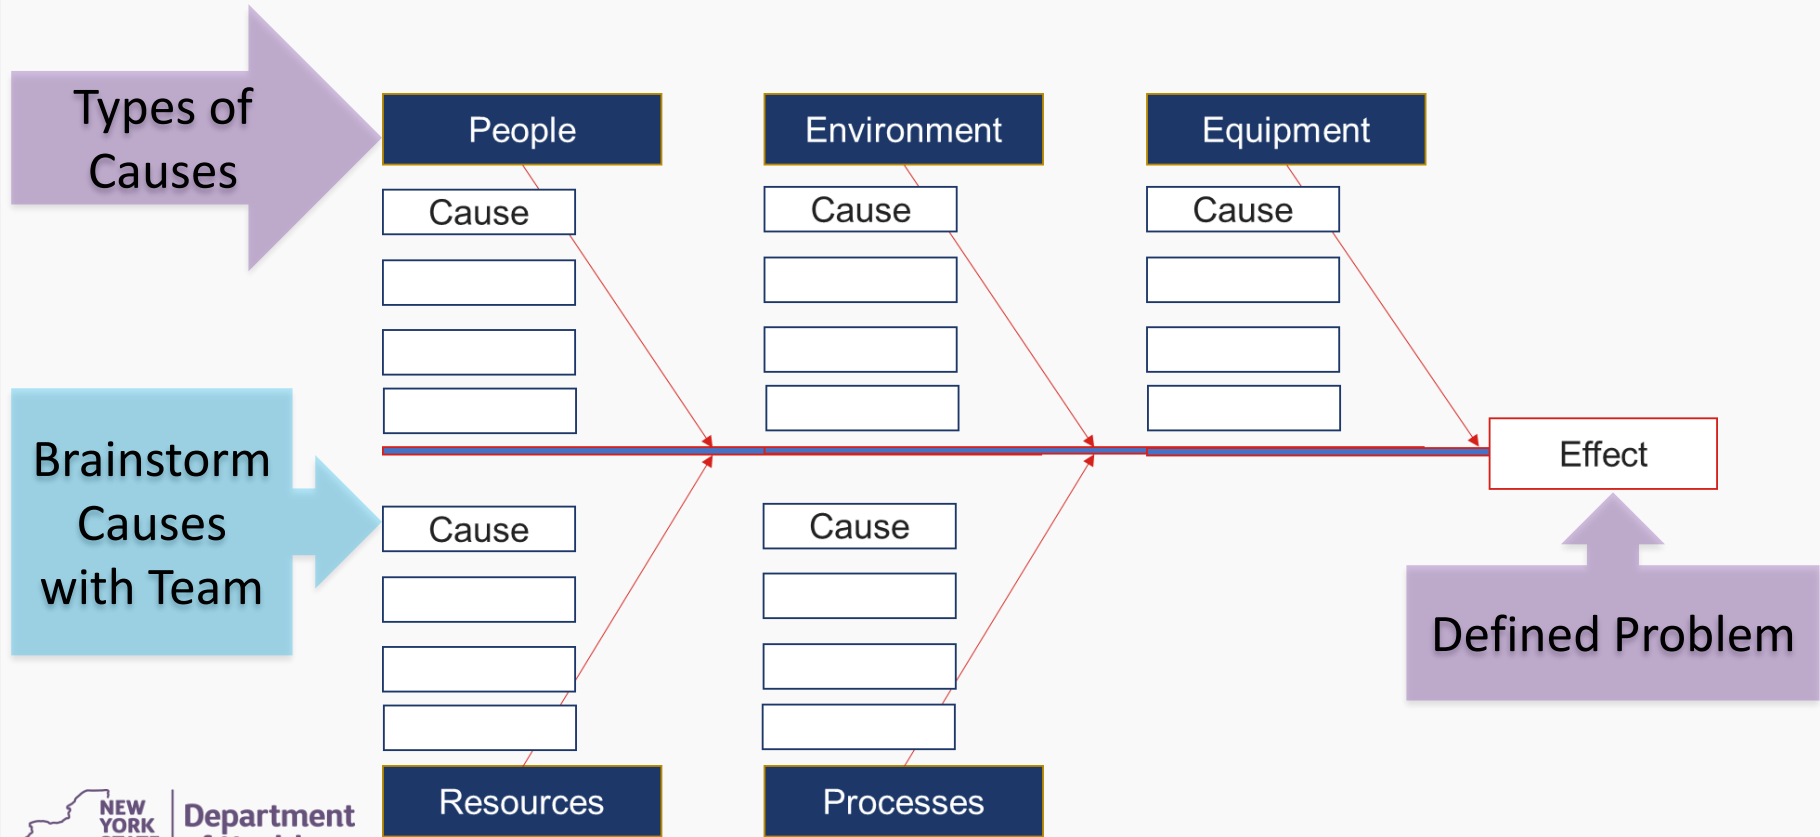 Types of
Causes
People
Environment
Equipment
Cause
Cause
Cause
Brainstorm
Causes
with Team
Effect
Cause
Cause
Defined Problem
Resources
Processes
NEW
YORK
Department